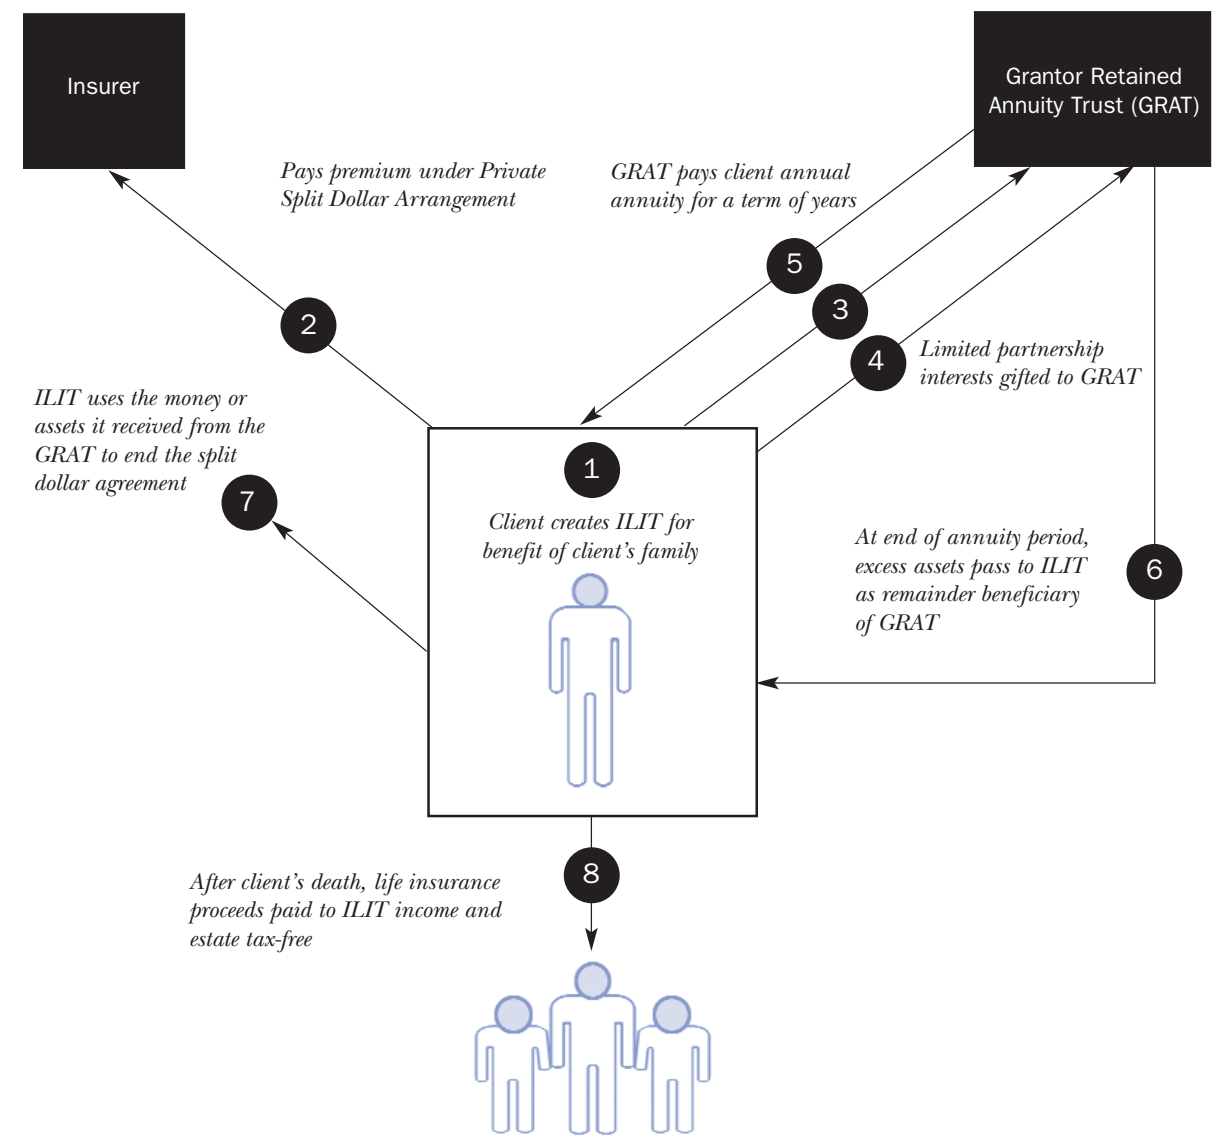 Insurer
Grantor Retained
Annuity Trust (GRAT)
Pays premium under Private
Split Dollar Arrangement
GRAT pays client annual
annuity for a term of years
5
3
2
4
Limited partnership
interests gifted to GRAT
ILIT uses the money or
assets it received from the
GRAT to end the split
dollar agreement
7
1
Client creates ILIT for
benefit of client's family
At end of annuity period,
excess assets pass to ILIT
as remainder beneficiary
of GRAT
6
8
After client's death, life insurance
proceeds paid to ILIT income and
estate tax-free